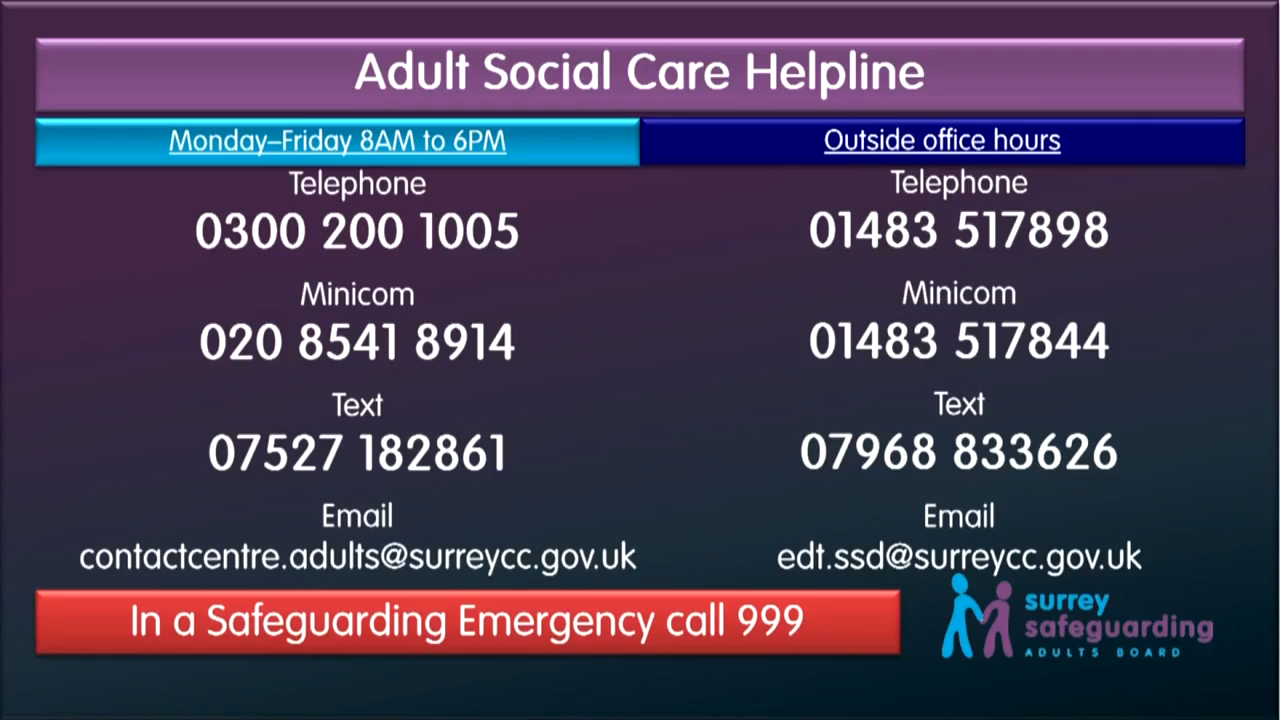 Adult Social Care Helpline
Monday–Friday 8AM to 6PM
Telephone
0300 200 1005
Minicom
020 8541 8914
Text
07527 182861
Email
contactcentre.adults@surreycc.gov.uk
Outside office hours
Telephone
01483 517898
Minicom
01483 517844
Text
07968 833626
Email
edt.ssd@surreycc.gov.uk
In a Safeguarding Emergency call 999
surrey
safeguarding
ADULTS BOARD